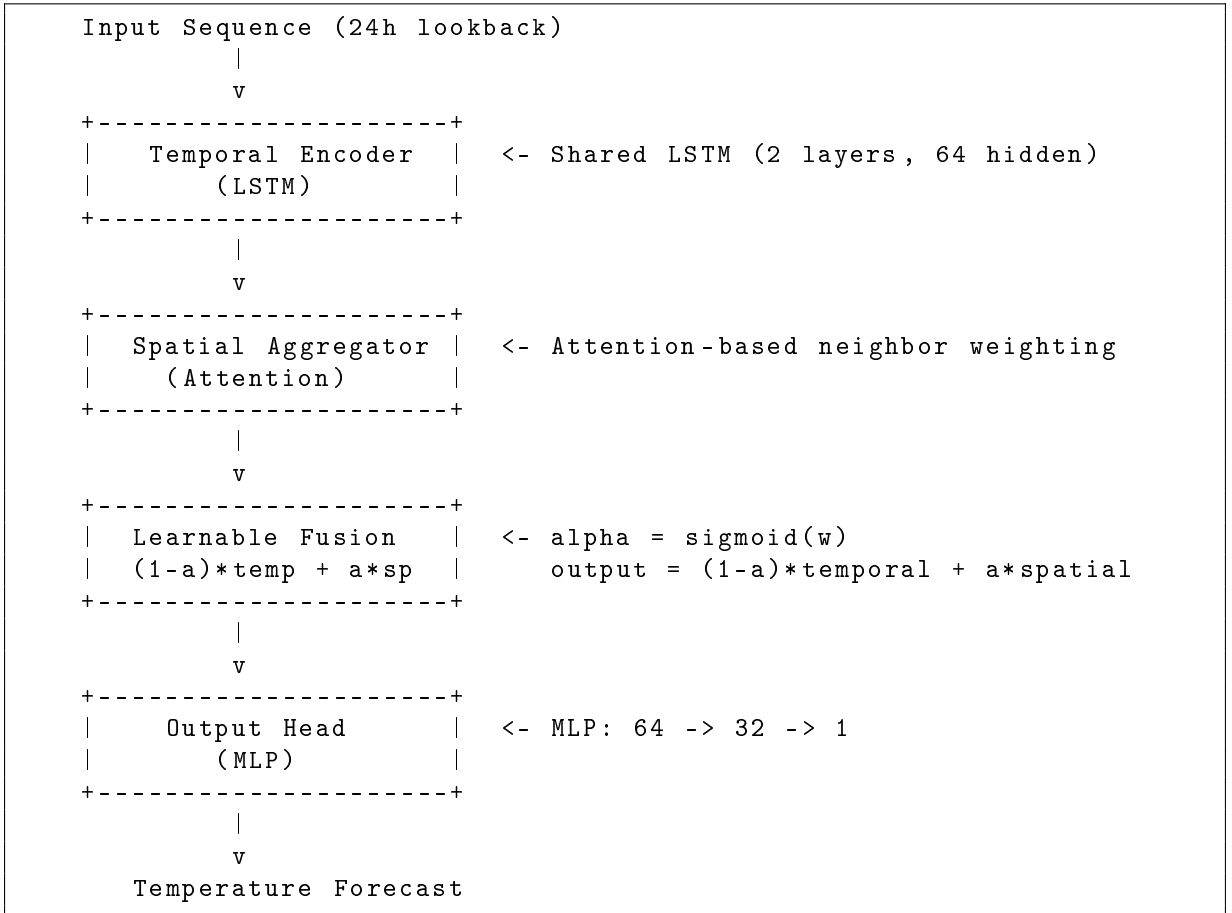 Input Sequence (24h lookback)
|
v
+---------------------+
|    Temporal Encoder  |  <- Shared LSTM (2 layers, 64 hidden)
|        (LSTM)        |
+---------------------+
|
v
+---------------------+
|   Spatial Aggregator |  <- Attention-based neighbor weighting
|     (Attention)      |
+---------------------+
|
v
+---------------------+
|   Learnable Fusion   |  <- alpha = sigmoid(w)
|   (1-a)*temp + a*sp  |     output = (1-a)*temporal + a*spatial
+---------------------+
|
v
+---------------------+
|     Output Head      |  <- MLP: 64 -> 32 -> 1
|        (MLP)         |
+---------------------+
|
v
Temperature Forecast